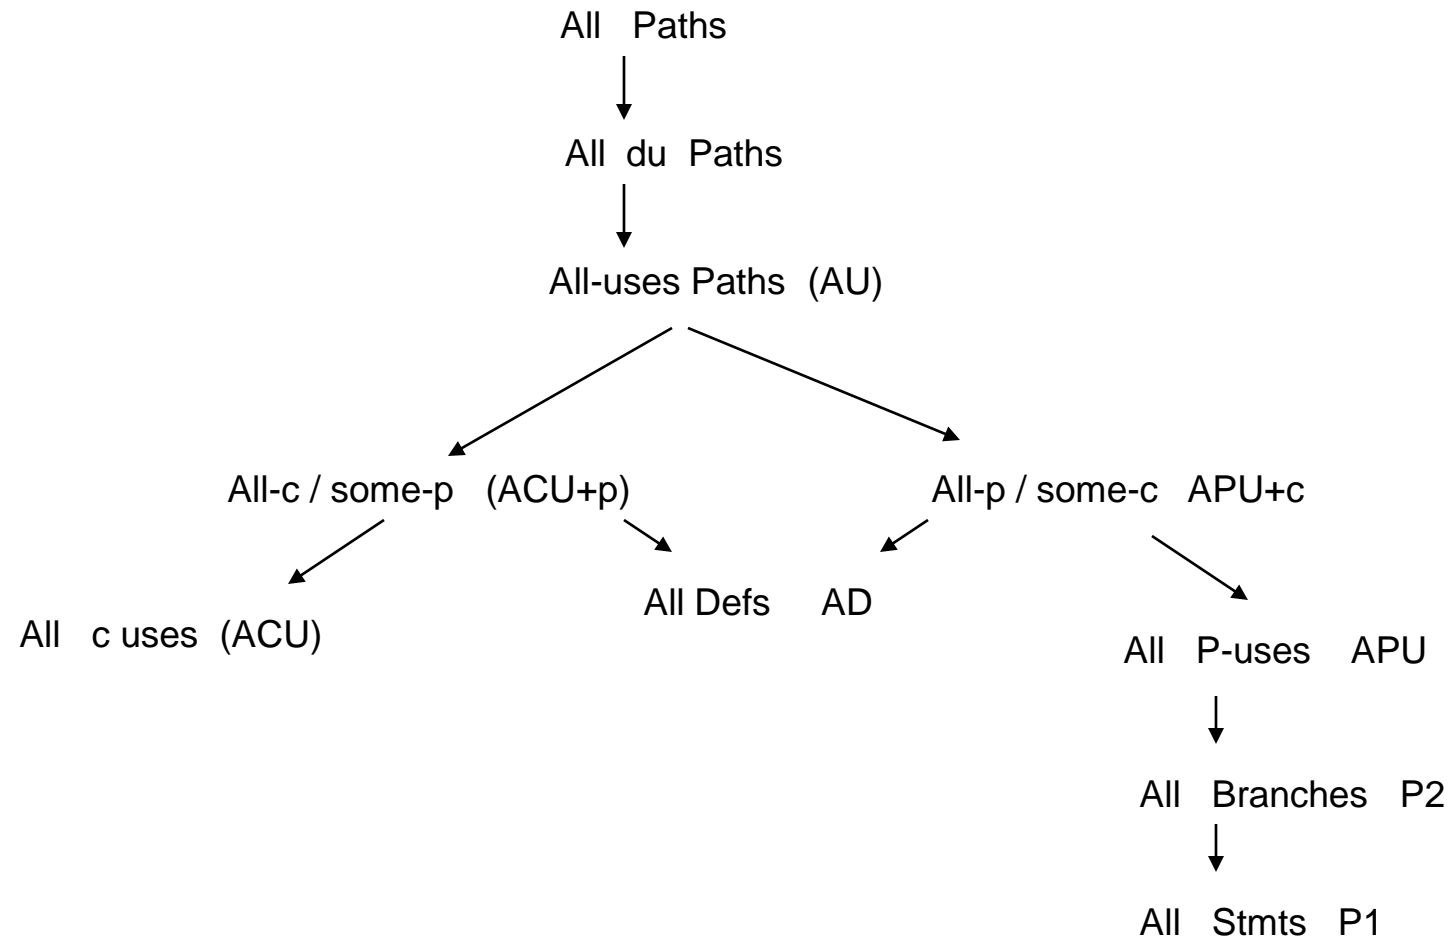 All Paths
All du Paths
All-uses Paths (AU)
All-c / some-p (ACU+p)
All-p / some-c APU+c
All Defs AD
All c uses (ACU)
All P-uses APU
All Branches P2
All Stmts P1